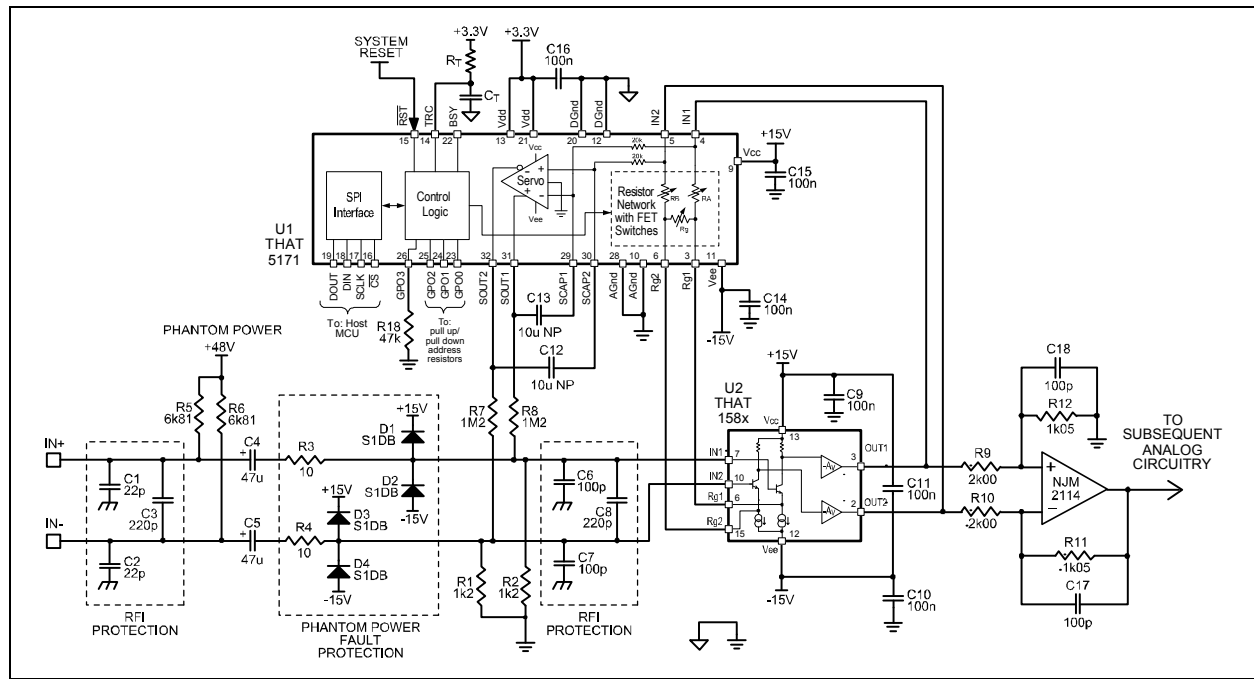 SYSTEM
RESET
+3.3V
+3.3V
RT
CT
C16
100n
RST
TRC
BSY
Vdd
Vdd
DGnd
DGnd
IN2
IN1
15
14
22
13
21
20
12
5
4
+15V
Vcc
9
C15
100n
20k
20k
Vcc
Servo
Vee
SPI
Interface
Control
Logic
Resistor
Network
with FET
Switches
RB
RA
Rg
U1
THAT
5171
19
18
17
16
26
25
24
23
32
31
29
30
28
10
6
3
11
DOUT
DIN
SCLK
CS
GPO3
GPO2
GPO1
GPO0
SOUT2
SOUT1
SCAP1
SCAP2
AGnd
AGnd
Rg2
Rg1
Vee
To: Host
MCU
R18
47k
To:
pull up/
pull down
address
resistors
C13
10u NP
C12
10u NP
C14
100n
-15V
PHANTOM POWER
+48V
R5
6k81
R6
6k81
R7
1M2
R8
1M2
+15V
C9
100n
U2
THAT
158x
Vcc
13
C18
100p
R12
1k05
TO
SUBSEQUENT
ANALOG
CIRCUITRY
IN+
C4
+
47u
R3
10
+15V
D1
S1DB
D2
S1DB
-15V
C1
22p
C3
220p
C2
22p
IN-
C5
+
47u
R4
10
+15V
D3
S1DB
D4
S1DB
-15V
R1
1k2
R2
1k2
C6
100p
C8
220p
C7
100p
IN1
7
IN2
10
Rg1
6
Rg2
15
-Av
-Av
OUT1
3
OUT2
2
12
Vee
-15V
C11
100n
C10
100n
R9
2k00
R10
-2k00
+
NJM
2114
−
R11
-1k05
C17
100p
RFI
PROTECTION
PHANTOM POWER
FAULT
PROTECTION
RFI
PROTECTION